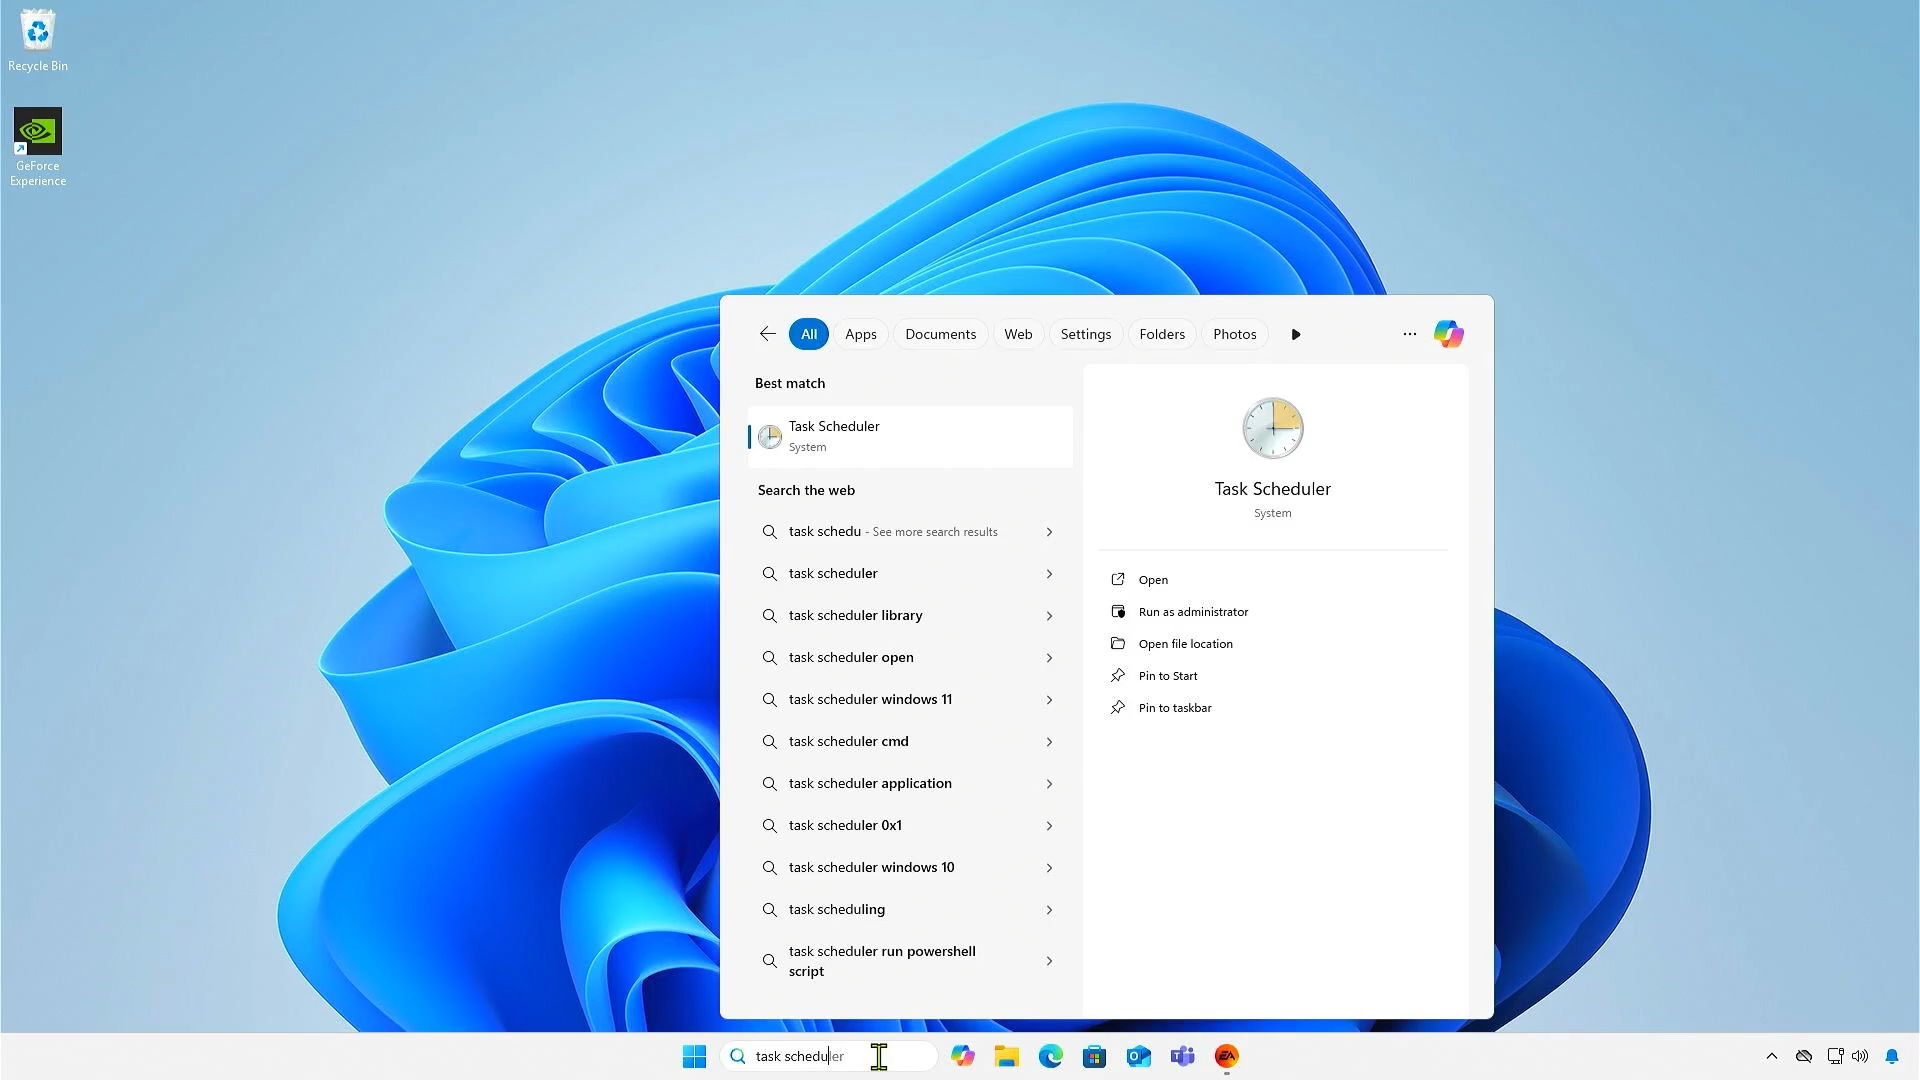 Recycle Bin
GeForce
Experience
All
Apps
Documents
Web
Settings
Folders
Photos
Best match
Task Scheduler
System
Search the web
task schedu - See more search results
task scheduler
task scheduler library
task scheduler open
task scheduler windows 11
task scheduler cmd
task scheduler application
task scheduler 0x1
task scheduler windows 10
task scheduling
task scheduler run powershell
script
Task Scheduler
System
Open
Run as administrator
Open file location
Pin to Start
Pin to taskbar
task scheduler
EA